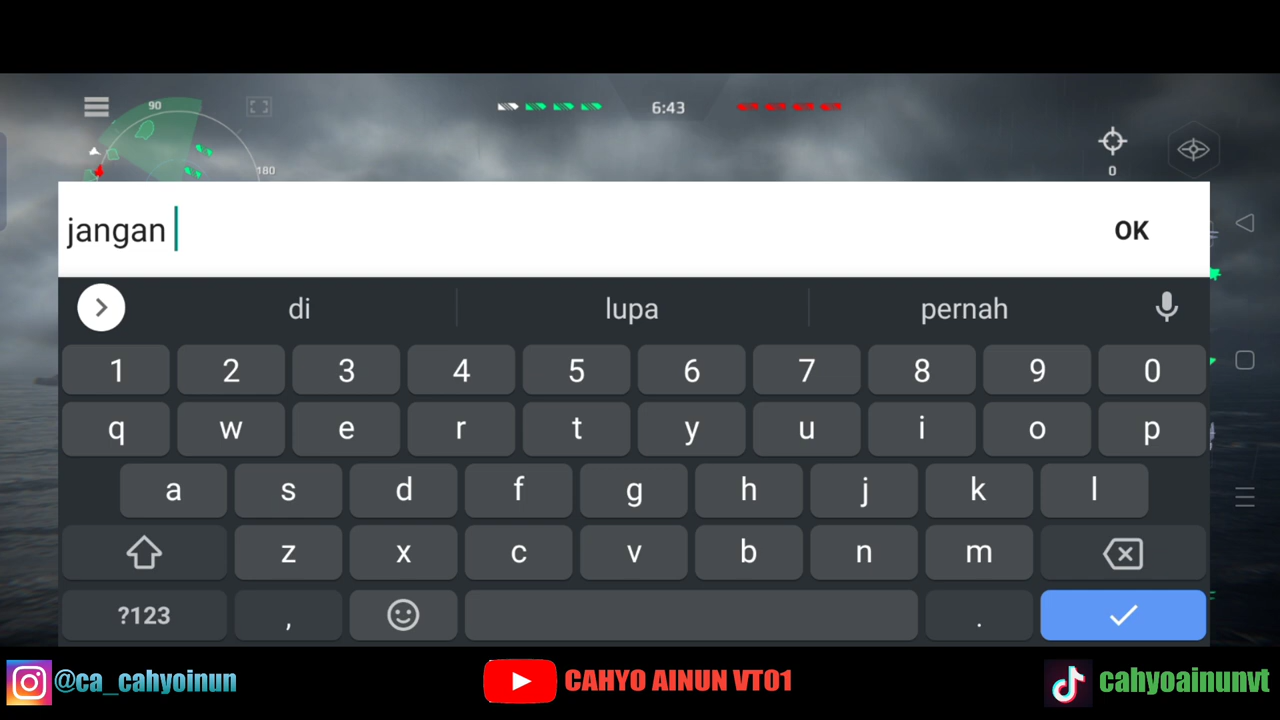 90
6:43
180
0
jangan
OK
di lupa pernah
1 2 3 4 5 6 7 8 9 0
q w e r t y u i o p
a s d f g h j k l
z x c v b n m
?123 , .
@ca_cahyoinun
CAHYO AINUN VT01
cahyoainunvt